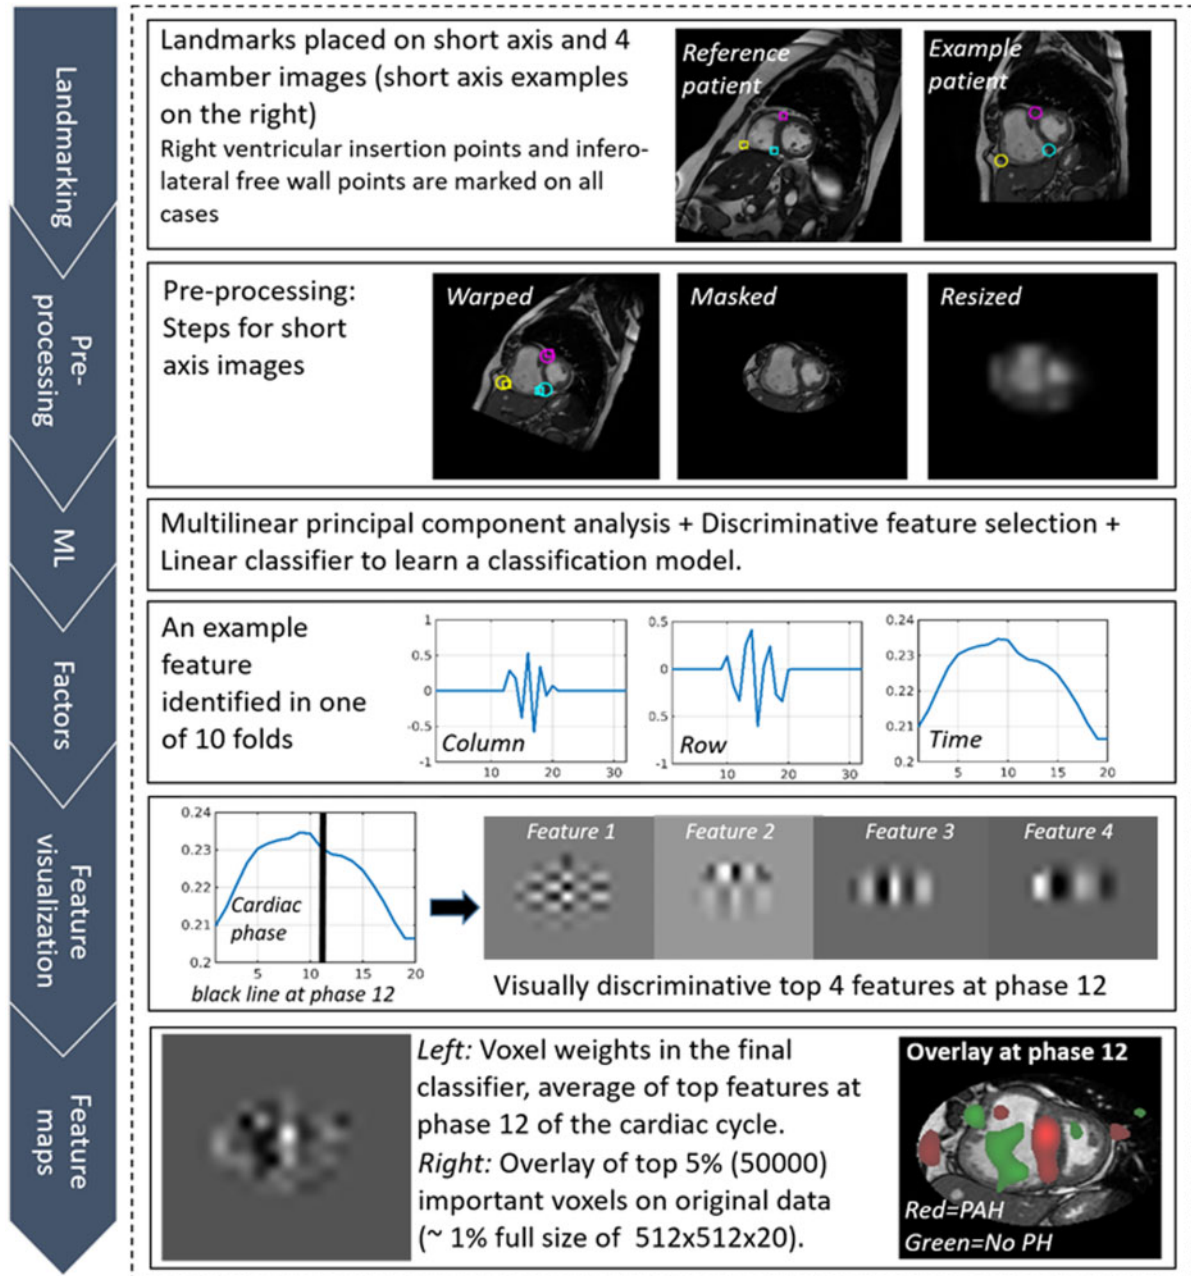 Landmarking
Landmarks placed on short axis and 4
chamber images (short axis examples
on the right)
Right ventricular insertion points and infero-
lateral free wall points are marked on all
cases
Reference
patient
Example
patient
Pre-
processing
Pre-processing:
Steps for short
axis images
Warped
Masked
Resized
ML
Multilinear principal component analysis + Discriminative feature selection +
Linear classifier to learn a classification model.
Factors
An example
feature
identified in one
of 10 folds
1
0.5
0
-0.5
-1
10 20 30
Column
0.5
0
0.5
-1
10 20 30
Row
0.24
0.23
0.22
0.21
0.2
5 10 15 20
Time
Feature
visualization
0.24
0.23
0.22
0.21
0.2
5 10 15 20
Cardiac
phase
black line at phase 12
Feature 1
Feature 2
Feature 3
Feature 4
Visually discriminative top 4 features at phase 12
Feature
maps
Left: Voxel weights in the final
classifier, average of top features at
phase 12 of the cardiac cycle.
Right: Overlay of top 5% (50000)
important voxels on original data
(~ 1% full size of 512x512x20).
Overlay at phase 12
Red=PAH
Green=No PH